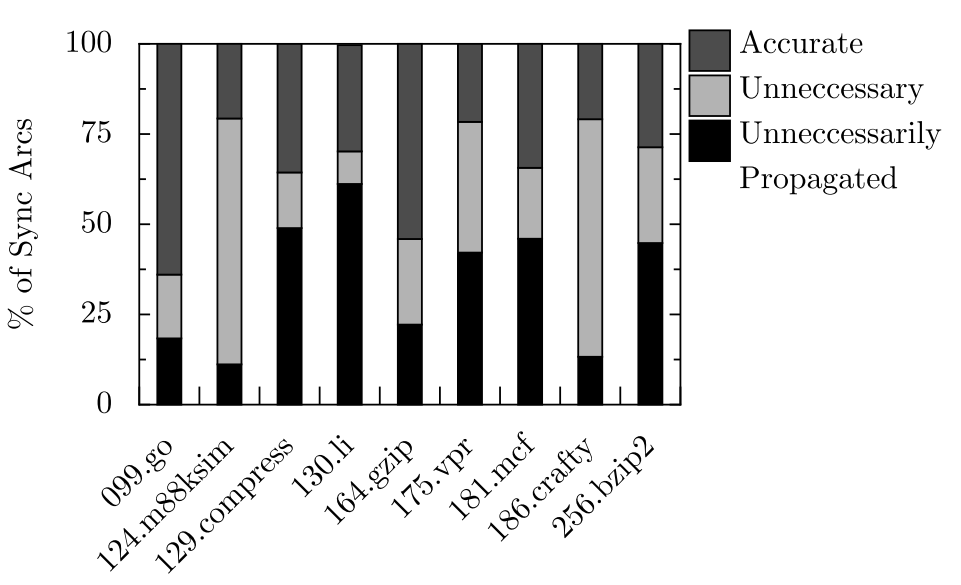 100
75
50
25
0
% of Sync Arcs
Accurate
Unneccessary
Unneccessarily
Propagated
099.go
124.m88ksim
129.compress
130.li
164.gzip
175.vpr
181.mcf
186.crafty
256.bzip2